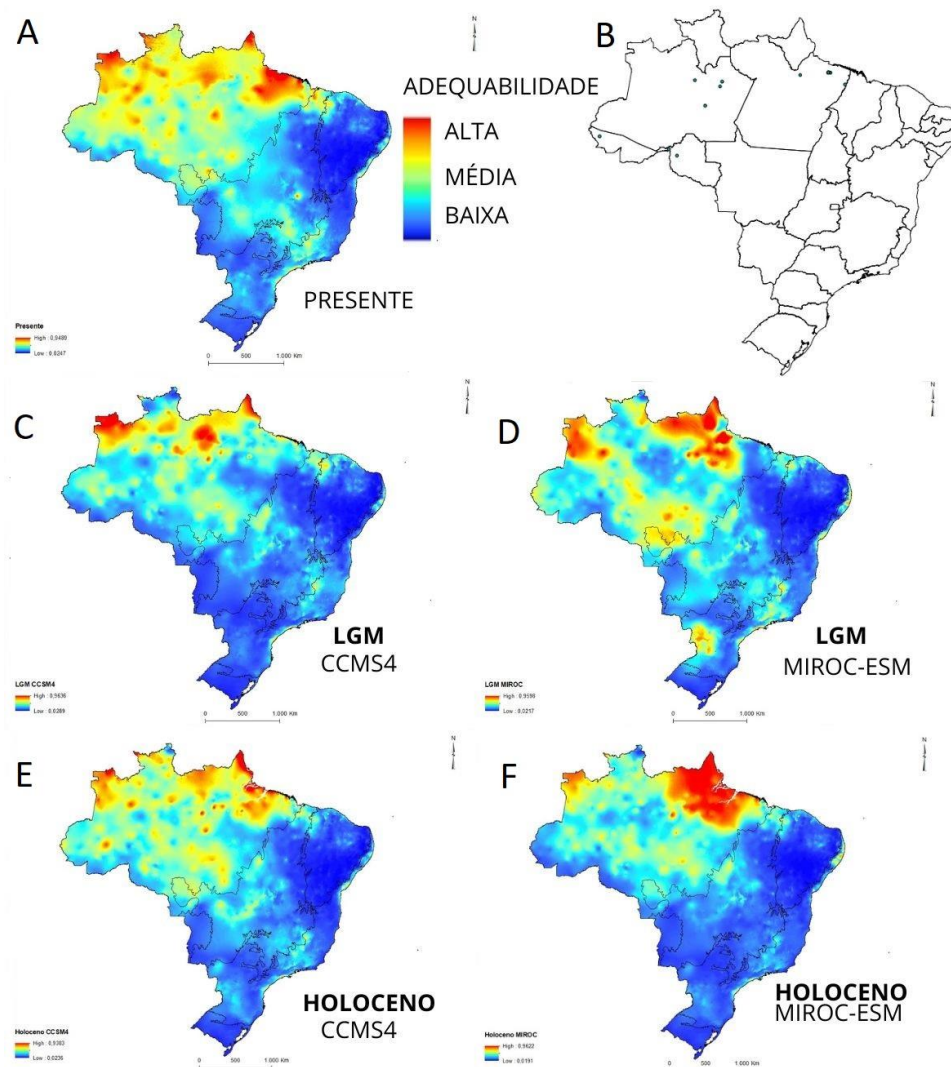 A
N
B
ADEQUABILIDADE
ALTA
MÉDIA
BAIXA
PRESENTE
Presente
High : 0,9489
Low : 0,0247
0 500 1.000 Km
C
N
D
N
LGM
CCMS4
LGM
MIROC-ESM
LGM CCSM4
High : 0,9636
Low : 0,0289
0 500 1.000 Km
LGM MIROC
High : 0,9598
Low : 0,0217
0 500 1.000 Km
E
N
F
N
HOLOCENO
CCMS4
HOLOCENO
MIROC-ESM
Holoceno CCSM4
High : 0,9383
Low : 0,0236
0 500 1.000 Km
Holoceno MIROC
High : 0,9622
Low : 0,0191
0 500 1.000 Km